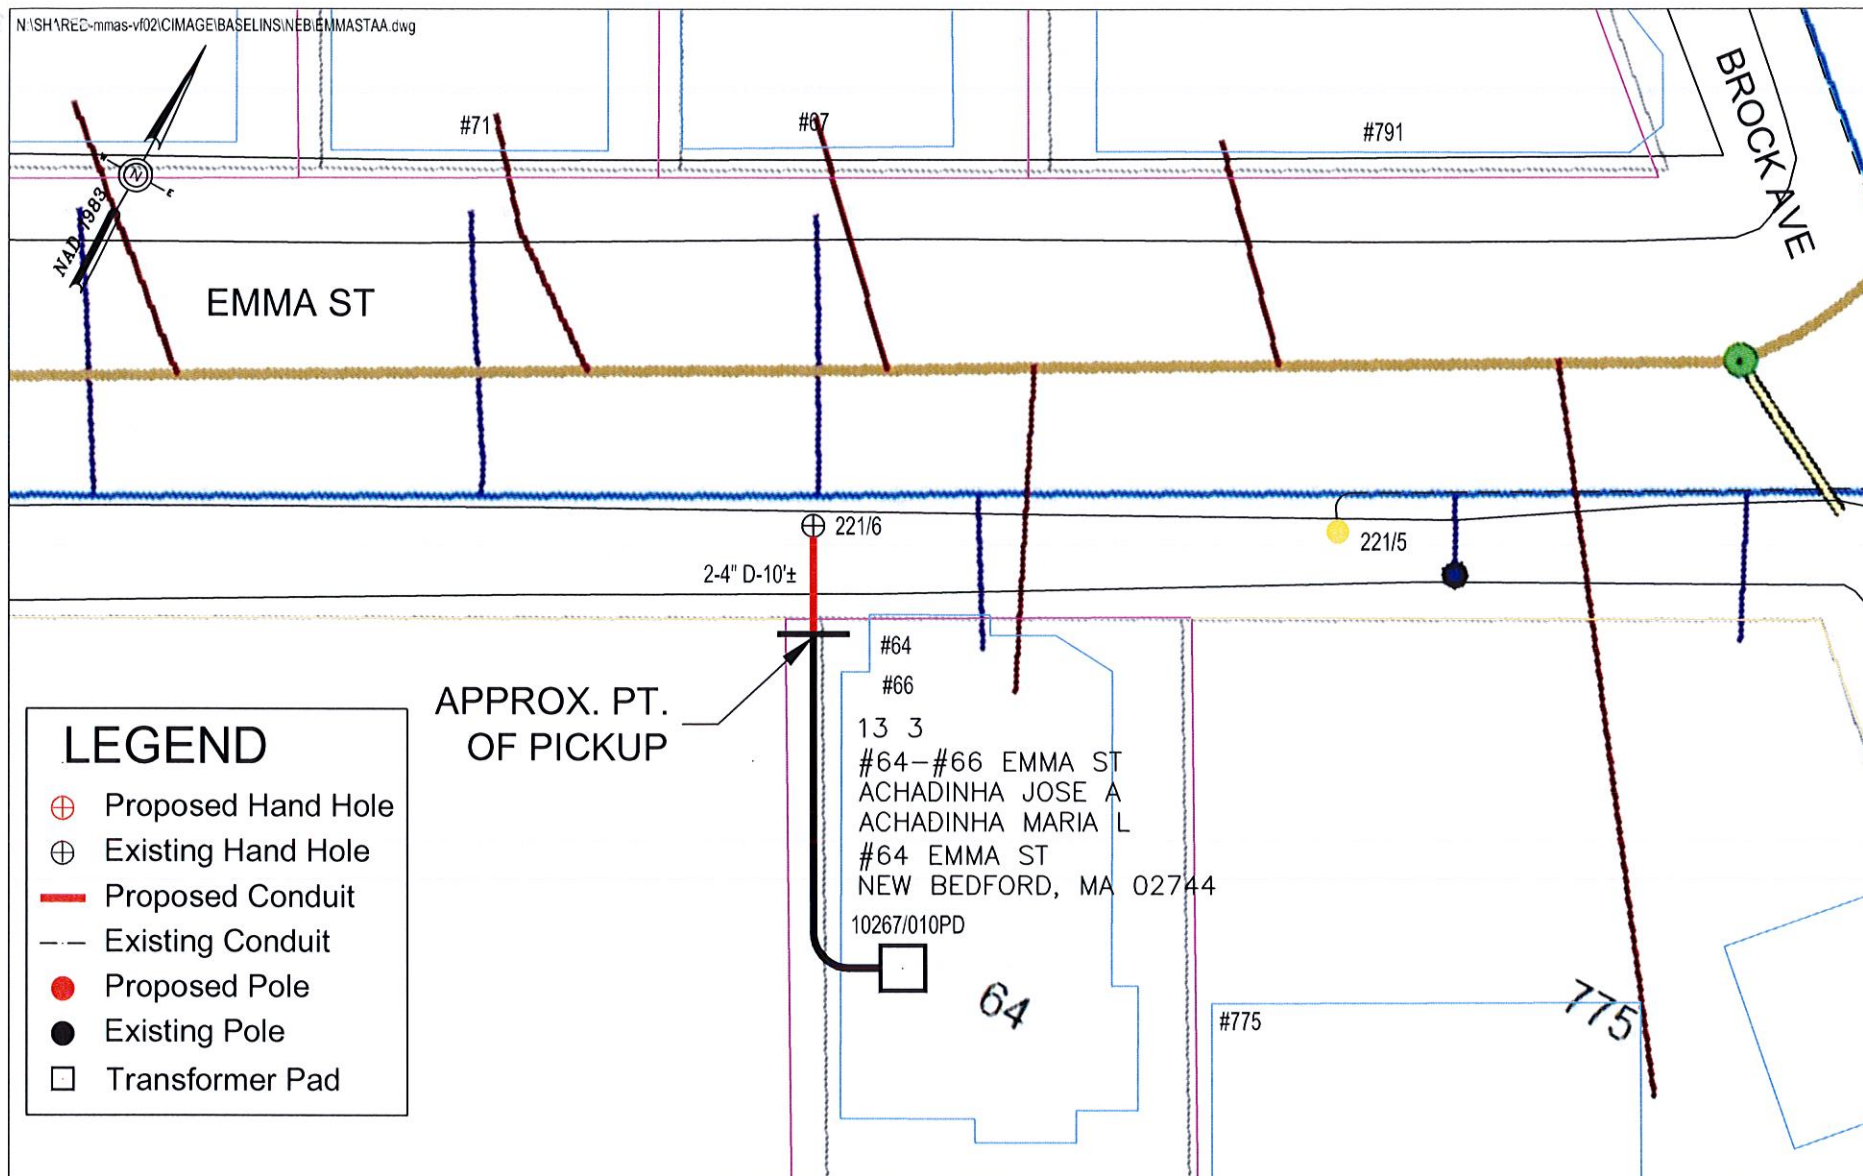 N:\SHARED-mmas-vf02\CIMAGE\BASELINS\NEB\EMMASTAA.dwg
BROCK AVE
#71
#67
#791
N
E
NAD 1983
EMMA ST
221/6
221/5
2-4" D-10'±
#64
#66
APPROX. PT.
OF PICKUP
13 3
#64-#66 EMMA ST
ACHADINHA JOSE A
ACHADINHA MARIA L
#64 EMMA ST
NEW BEDFORD, MA 02744
10267/010PD
64
775
#775
LEGEND
Proposed Hand Hole
Existing Hand Hole
Proposed Conduit
Existing Conduit
Proposed Pole
Existing Pole
Transformer Pad